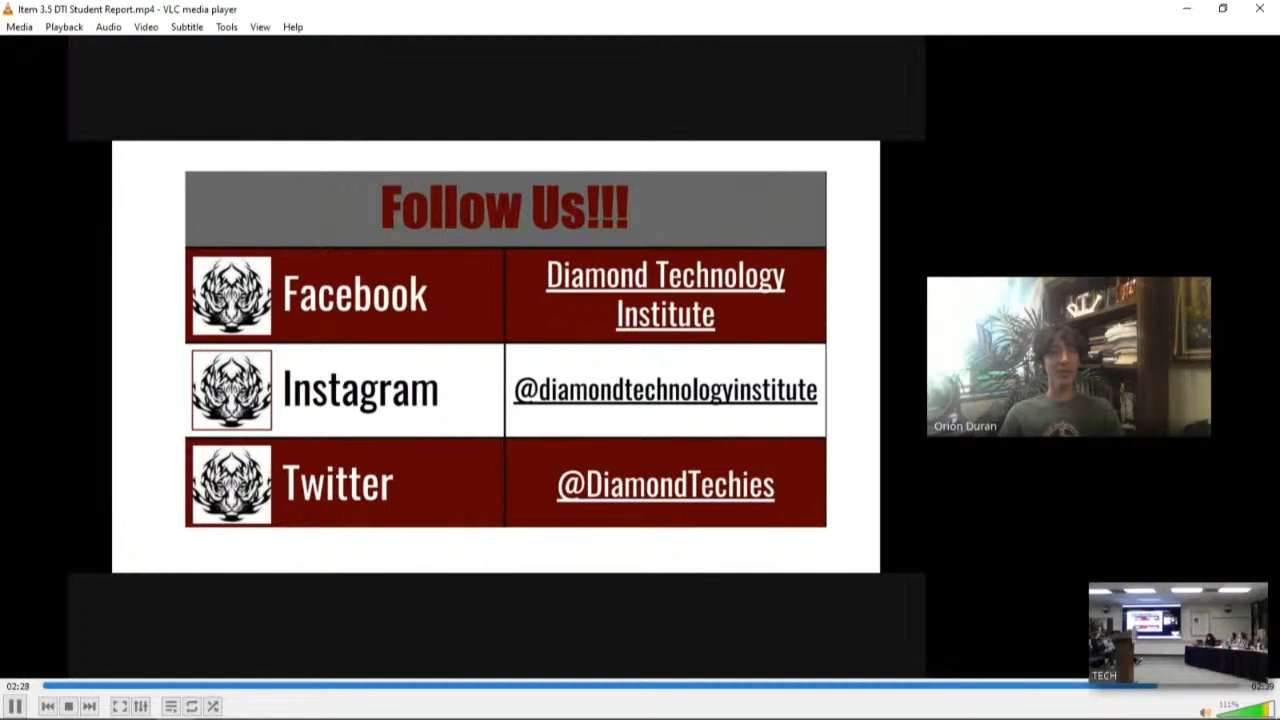 Item 3.5 DTI Student Report.mp4 - VLC media player
Media Playback Audio Video Subtitle Tools View Help
Follow Us!!!
Facebook
Diamond Technology
Institute
Instagram
@diamondtechnologyinstitute
Twitter
@DiamondTechies
Orion Duran
TECH
02:28
111%